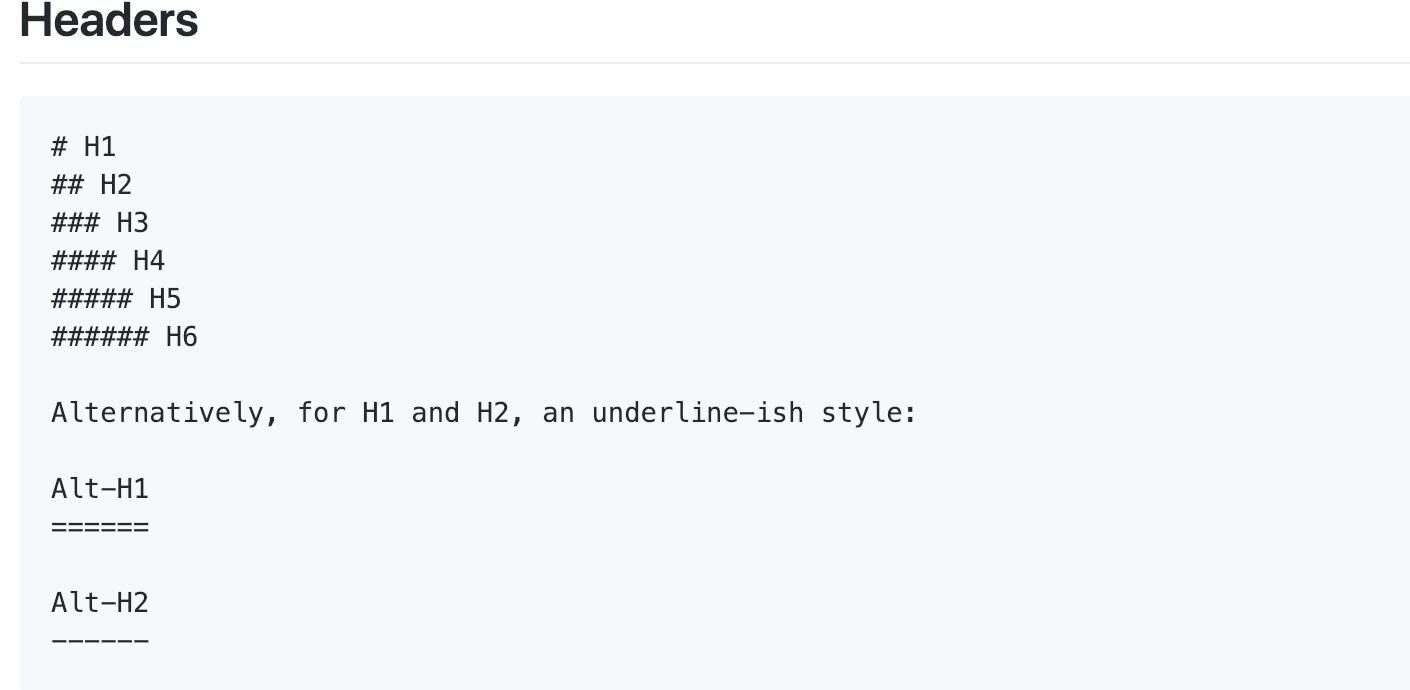 Headers
# H1
## H2
### H3
#### H4
##### H5
###### H6
Alternatively, for H1 and H2, an underline-ish style:
Alt-H1
======
Alt-H2
------